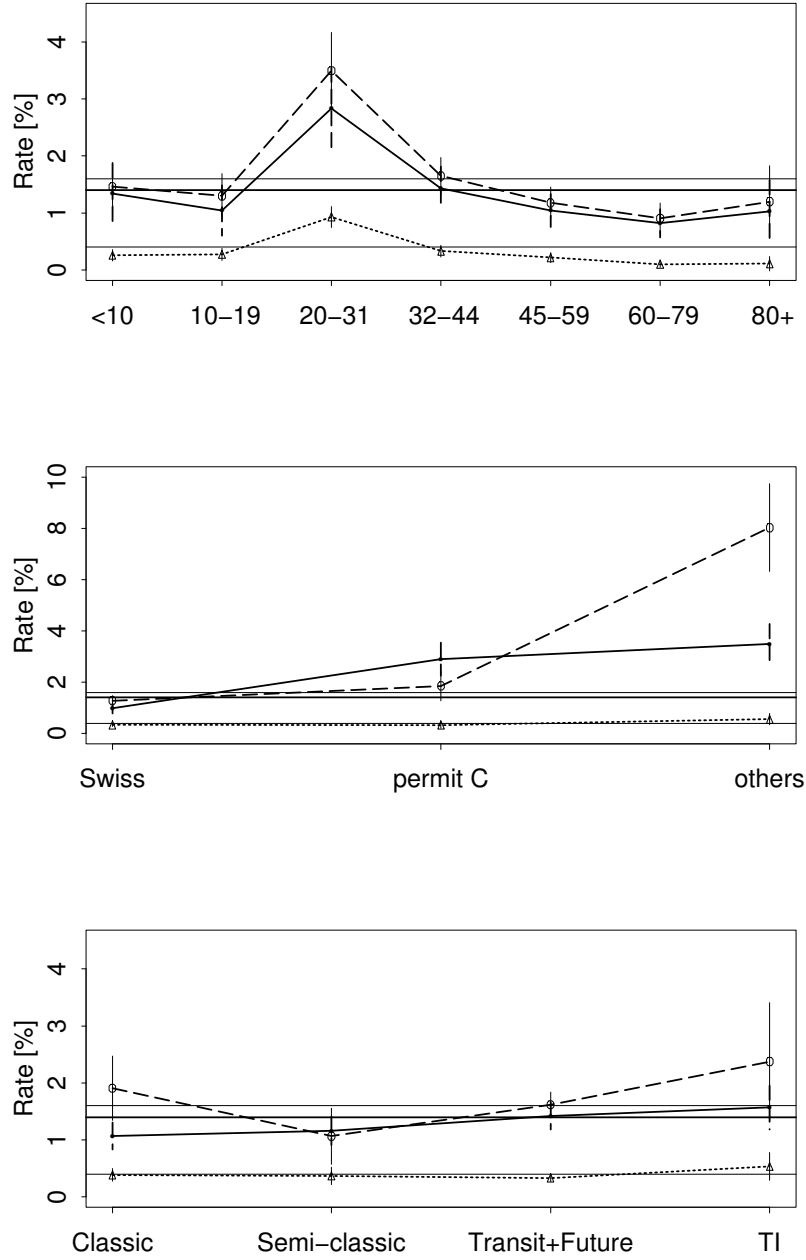 Rate [%]
4
3
2
1
0
<10 10−19 20−31 32−44 45−59 60−79 80+
Rate [%]
10
8
6
4
2
0
Swiss permit C others
Rate [%]
4
3
2
1
0
Classic Semi−classic Transit+Future TI